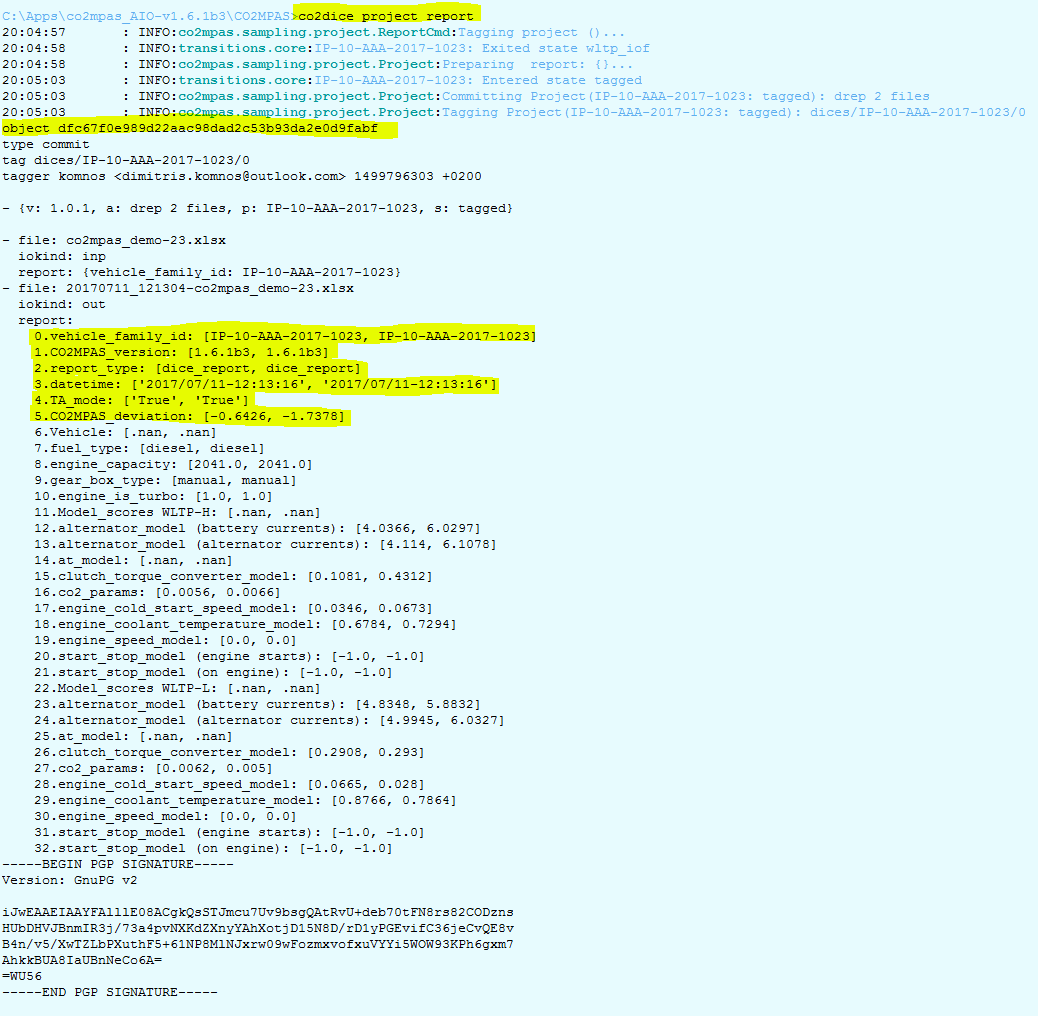 C:\Apps\co2mpas_AIO-v1.6.1b3\CO2MPAS>co2dice project report
20:04:57       : INFO:co2mpas.sampling.project.ReportCmd:Tagging project ()...
20:04:58       : INFO:transitions.core:IP-10-AAA-2017-1023: Exited state wltp_iof
20:04:58       : INFO:co2mpas.sampling.project.Project:Preparing  report: {}...
20:05:03       : INFO:transitions.core:IP-10-AAA-2017-1023: Entered state tagged
20:05:03       : INFO:co2mpas.sampling.project.Project:Committing Project(IP-10-AAA-2017-1023: tagged): drep 2 files
20:05:03       : INFO:co2mpas.sampling.project.Project:Tagging Project(IP-10-AAA-2017-1023: tagged): dices/IP-10-AAA-2017-1023/0
object dfc67f0e989d22aac98dad2c53b93da2e0d9fabf
type commit
tag dices/IP-10-AAA-2017-1023/0
tagger komnos <dimitris.komnos@outlook.com> 1499796303 +0200
- {v: 1.0.1, a: drep 2 files, p: IP-10-AAA-2017-1023, s: tagged}
- file: co2mpas_demo-23.xlsx
  iokind: inp
  report: {vehicle_family_id: IP-10-AAA-2017-1023}
- file: 20170711_121304-co2mpas_demo-23.xlsx
  iokind: out
  report:
    0.vehicle_family_id: [IP-10-AAA-2017-1023, IP-10-AAA-2017-1023]
    1.CO2MPAS_version: [1.6.1b3, 1.6.1b3]
    2.report_type: [dice_report, dice_report]
    3.datetime: ['2017/07/11-12:13:16', '2017/07/11-12:13:16']
    4.TA_mode: ['True', 'True']
    5.CO2MPAS_deviation: [-0.6426, -1.7378]
    6.Vehicle: [.nan, .nan]
    7.fuel_type: [diesel, diesel]
    8.engine_capacity: [2041.0, 2041.0]
    9.gear_box_type: [manual, manual]
    10.engine_is_turbo: [1.0, 1.0]
    11.Model_scores WLTP-H: [.nan, .nan]
    12.alternator_model (battery currents): [4.0366, 6.0297]
    13.alternator_model (alternator currents): [4.114, 6.1078]
    14.at_model: [.nan, .nan]
    15.clutch_torque_converter_model: [0.1081, 0.4312]
    16.co2_params: [0.0056, 0.0066]
    17.engine_cold_start_speed_model: [0.0346, 0.0673]
    18.engine_coolant_temperature_model: [0.6784, 0.7294]
    19.engine_speed_model: [0.0, 0.0]
    20.start_stop_model (engine starts): [-1.0, -1.0]
    21.start_stop_model (on engine): [-1.0, -1.0]
    22.Model_scores WLTP-L: [.nan, .nan]
    23.alternator_model (battery currents): [4.8348, 5.8832]
    24.alternator_model (alternator currents): [4.9945, 6.0327]
    25.at_model: [.nan, .nan]
    26.clutch_torque_converter_model: [0.2908, 0.293]
    27.co2_params: [0.0062, 0.005]
    28.engine_cold_start_speed_model: [0.0665, 0.028]
    29.engine_coolant_temperature_model: [0.8766, 0.7864]
    30.engine_speed_model: [0.0, 0.0]
    31.start_stop_model (engine starts): [-1.0, -1.0]
    32.start_stop_model (on engine): [-1.0, -1.0]
-----BEGIN PGP SIGNATURE-----
Version: GnuPG v2
iJwEAAEIAAYFAlllE08ACgkQsSTJmcu7Uv9bsgQAtRvU+deb70tFN8rs82CODzns
HUbDHVJBnmIR3j/73a4pvNXKdZXnyYAhXotjD15N8D/rD1yPGEvifC36jeCvQE8v
B4n/v5/XwTZLbPXuthF5+61NP8MlNJxrw09wFozmxvofxuVYYi5WOW93KPh6gxm7
AhkkBUA8IaUBnNeCo6A=
=WU56
-----END PGP SIGNATURE-----